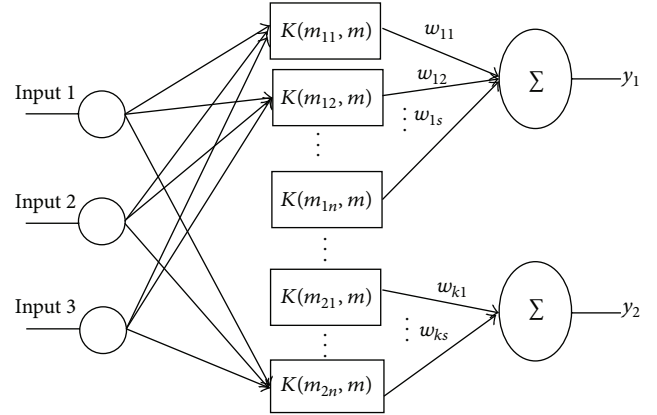 Input 1
Input 2
Input 3
K(m₁₁, m)
K(m₁₂, m)
⋮
K(m₁ₙ, m)
⋮
K(m₂₁, m)
⋮
K(m₂ₙ, m)
w₁₁
w₁₂
⋮ w₁ₛ
wₖ₁
⋮ wₖₛ
Σ
Σ
y₁
y₂